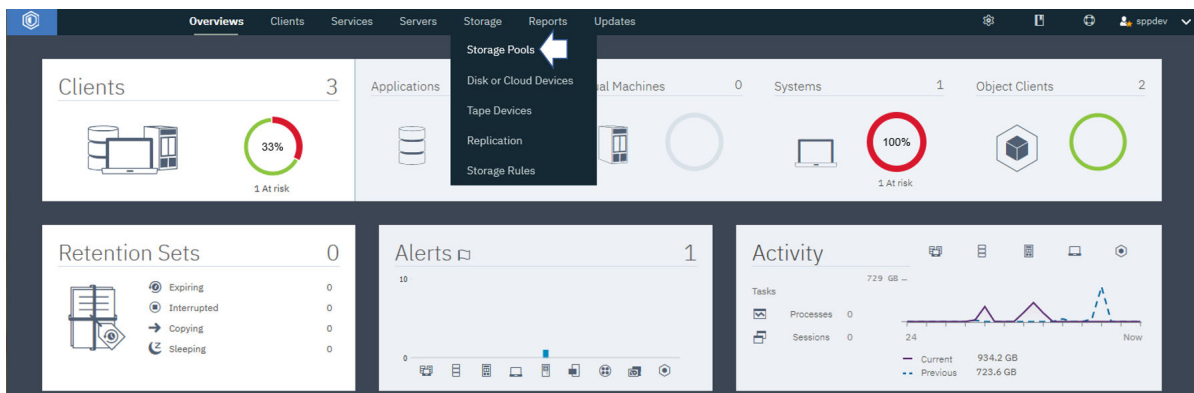 Overviews Clients Services Servers Storage Reports Updates sppdev
Storage Pools
Disk or Cloud Devices
Tape Devices
Replication
Storage Rules
Clients 3
33%
1 At risk
Applications
ual Machines 0
Systems 1
100%
1 At risk
Object Clients 2
Retention Sets 0
Expiring 0
Interrupted 0
Copying 0
Sleeping 0
Alerts 1
10
0
Activity
729 GB
Tasks
Processes 0
Sessions 0
24 Now
Current 934.2 GB
Previous 723.6 GB